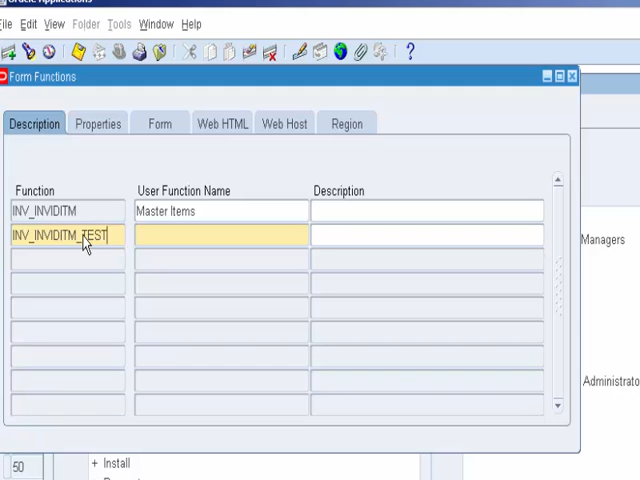 Oracle Applications
File Edit View Folder Tools Window Help
Form Functions
Description Properties Form Web HTML Web Host Region
Function User Function Name Description
INV_INVIDITM Master Items
INV_INVIDITM_TEST
Managers
Administrato
50 + Install